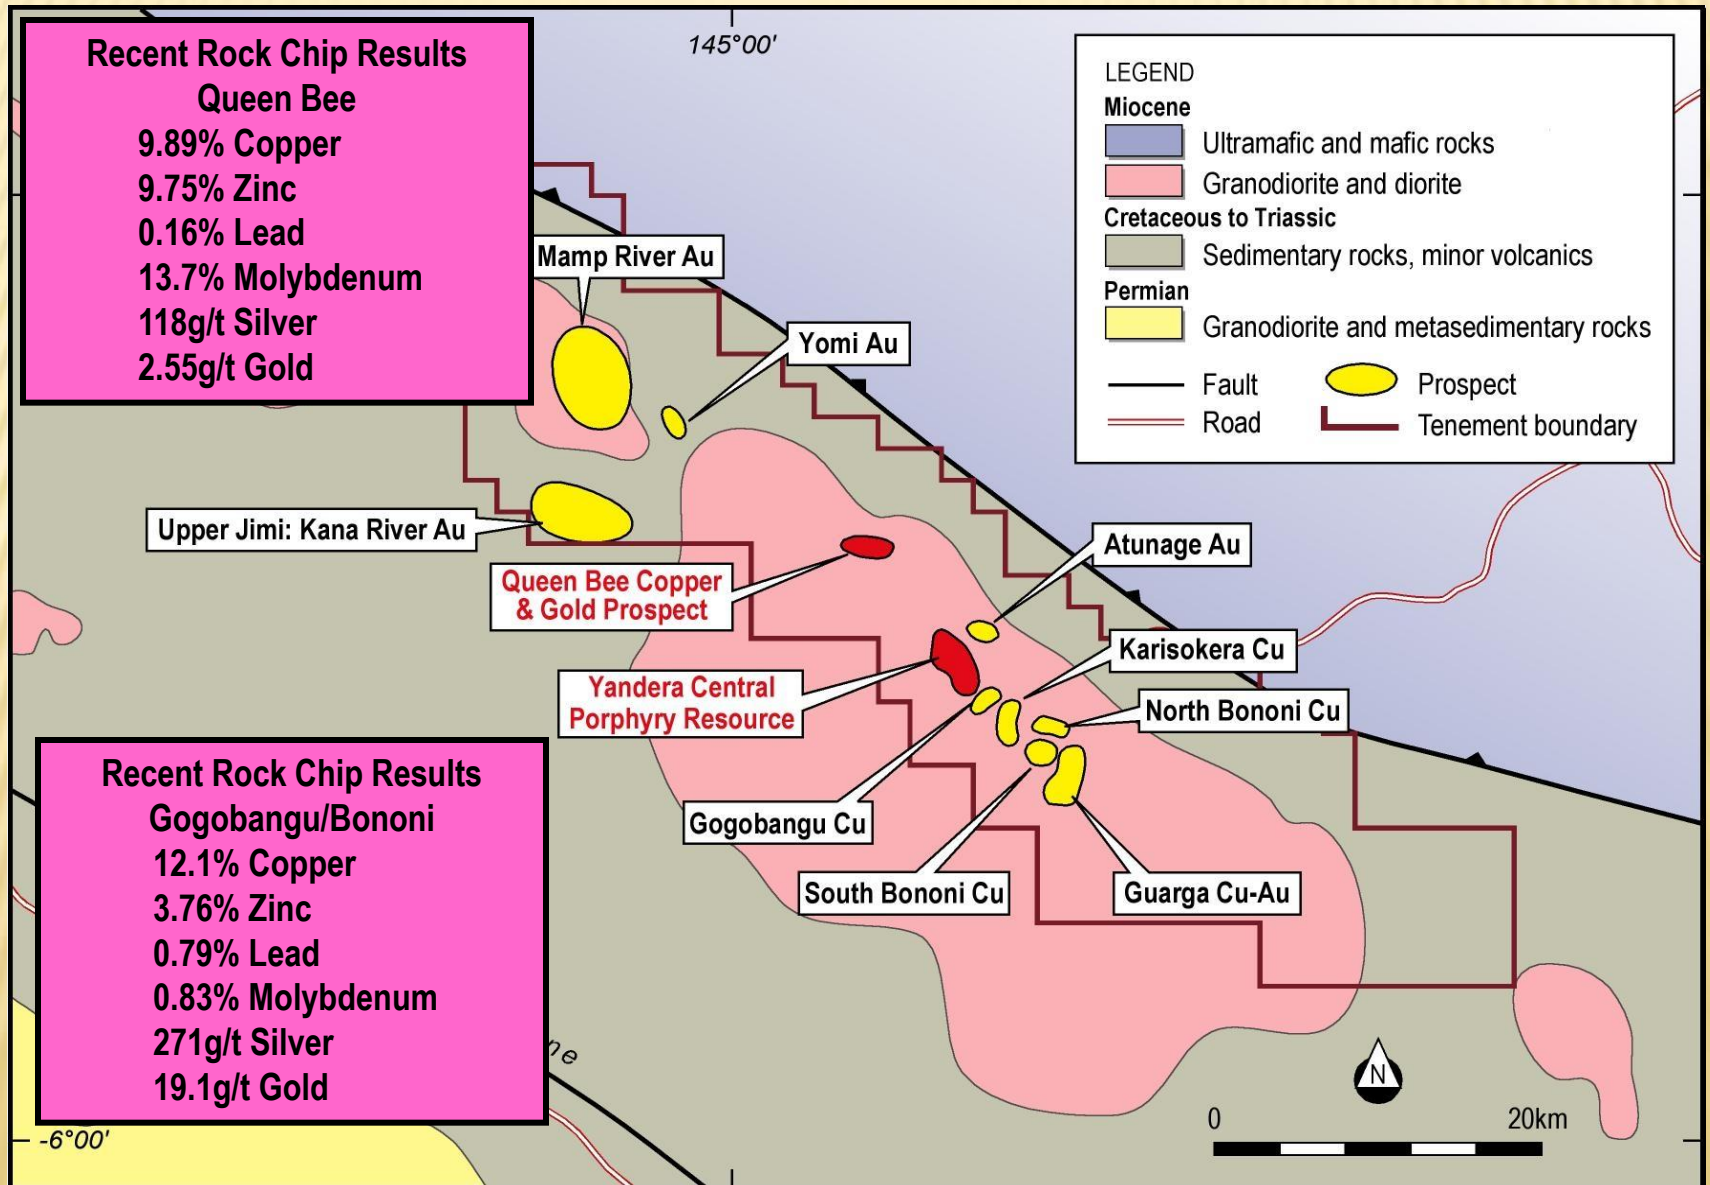 Recent Rock Chip Results
Queen Bee
9.89% Copper
9.75% Zinc
0.16% Lead
13.7% Molybdenum
118g/t Silver
2.55g/t Gold
145°00'
LEGEND
Miocene
Ultramafic and mafic rocks
Granodiorite and diorite
Cretaceous to Triassic
Sedimentary rocks, minor volcanics
Permian
Granodiorite and metasedimentary rocks
Fault
Prospect
Road
Tenement boundary
Mamp River Au
Yomi Au
Upper Jimi: Kana River Au
Queen Bee Copper
& Gold Prospect
Atunage Au
Karisokera Cu
Yandera Central
Porphyry Resource
North Bononi Cu
Gogobangu Cu
South Bononi Cu
Guarga Cu-Au
Recent Rock Chip Results
Gogobangu/Bononi
12.1% Copper
3.76% Zinc
0.79% Lead
0.83% Molybdenum
271g/t Silver
19.1g/t Gold
ne
N
0
20km
-6°00'